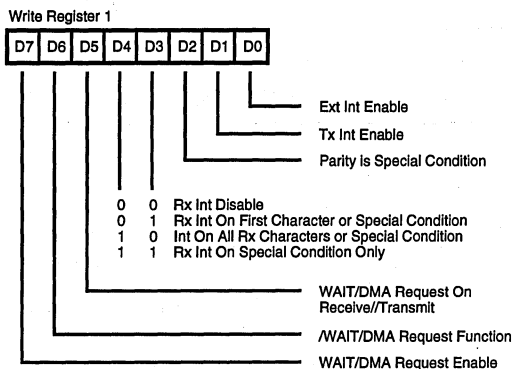 Write Register 1
D7 D6 D5 D4 D3 D2 D1 D0
Ext Int Enable
Tx Int Enable
Parity is Special Condition
0 0 Rx Int Disable
0 1 Rx Int On First Character or Special Condition
1 0 Int On All Rx Characters or Special Condition
1 1 Rx Int On Special Condition Only
WAIT/DMA Request On
Receive//Transmit
/WAIT/DMA Request Function
WAIT/DMA Request Enable